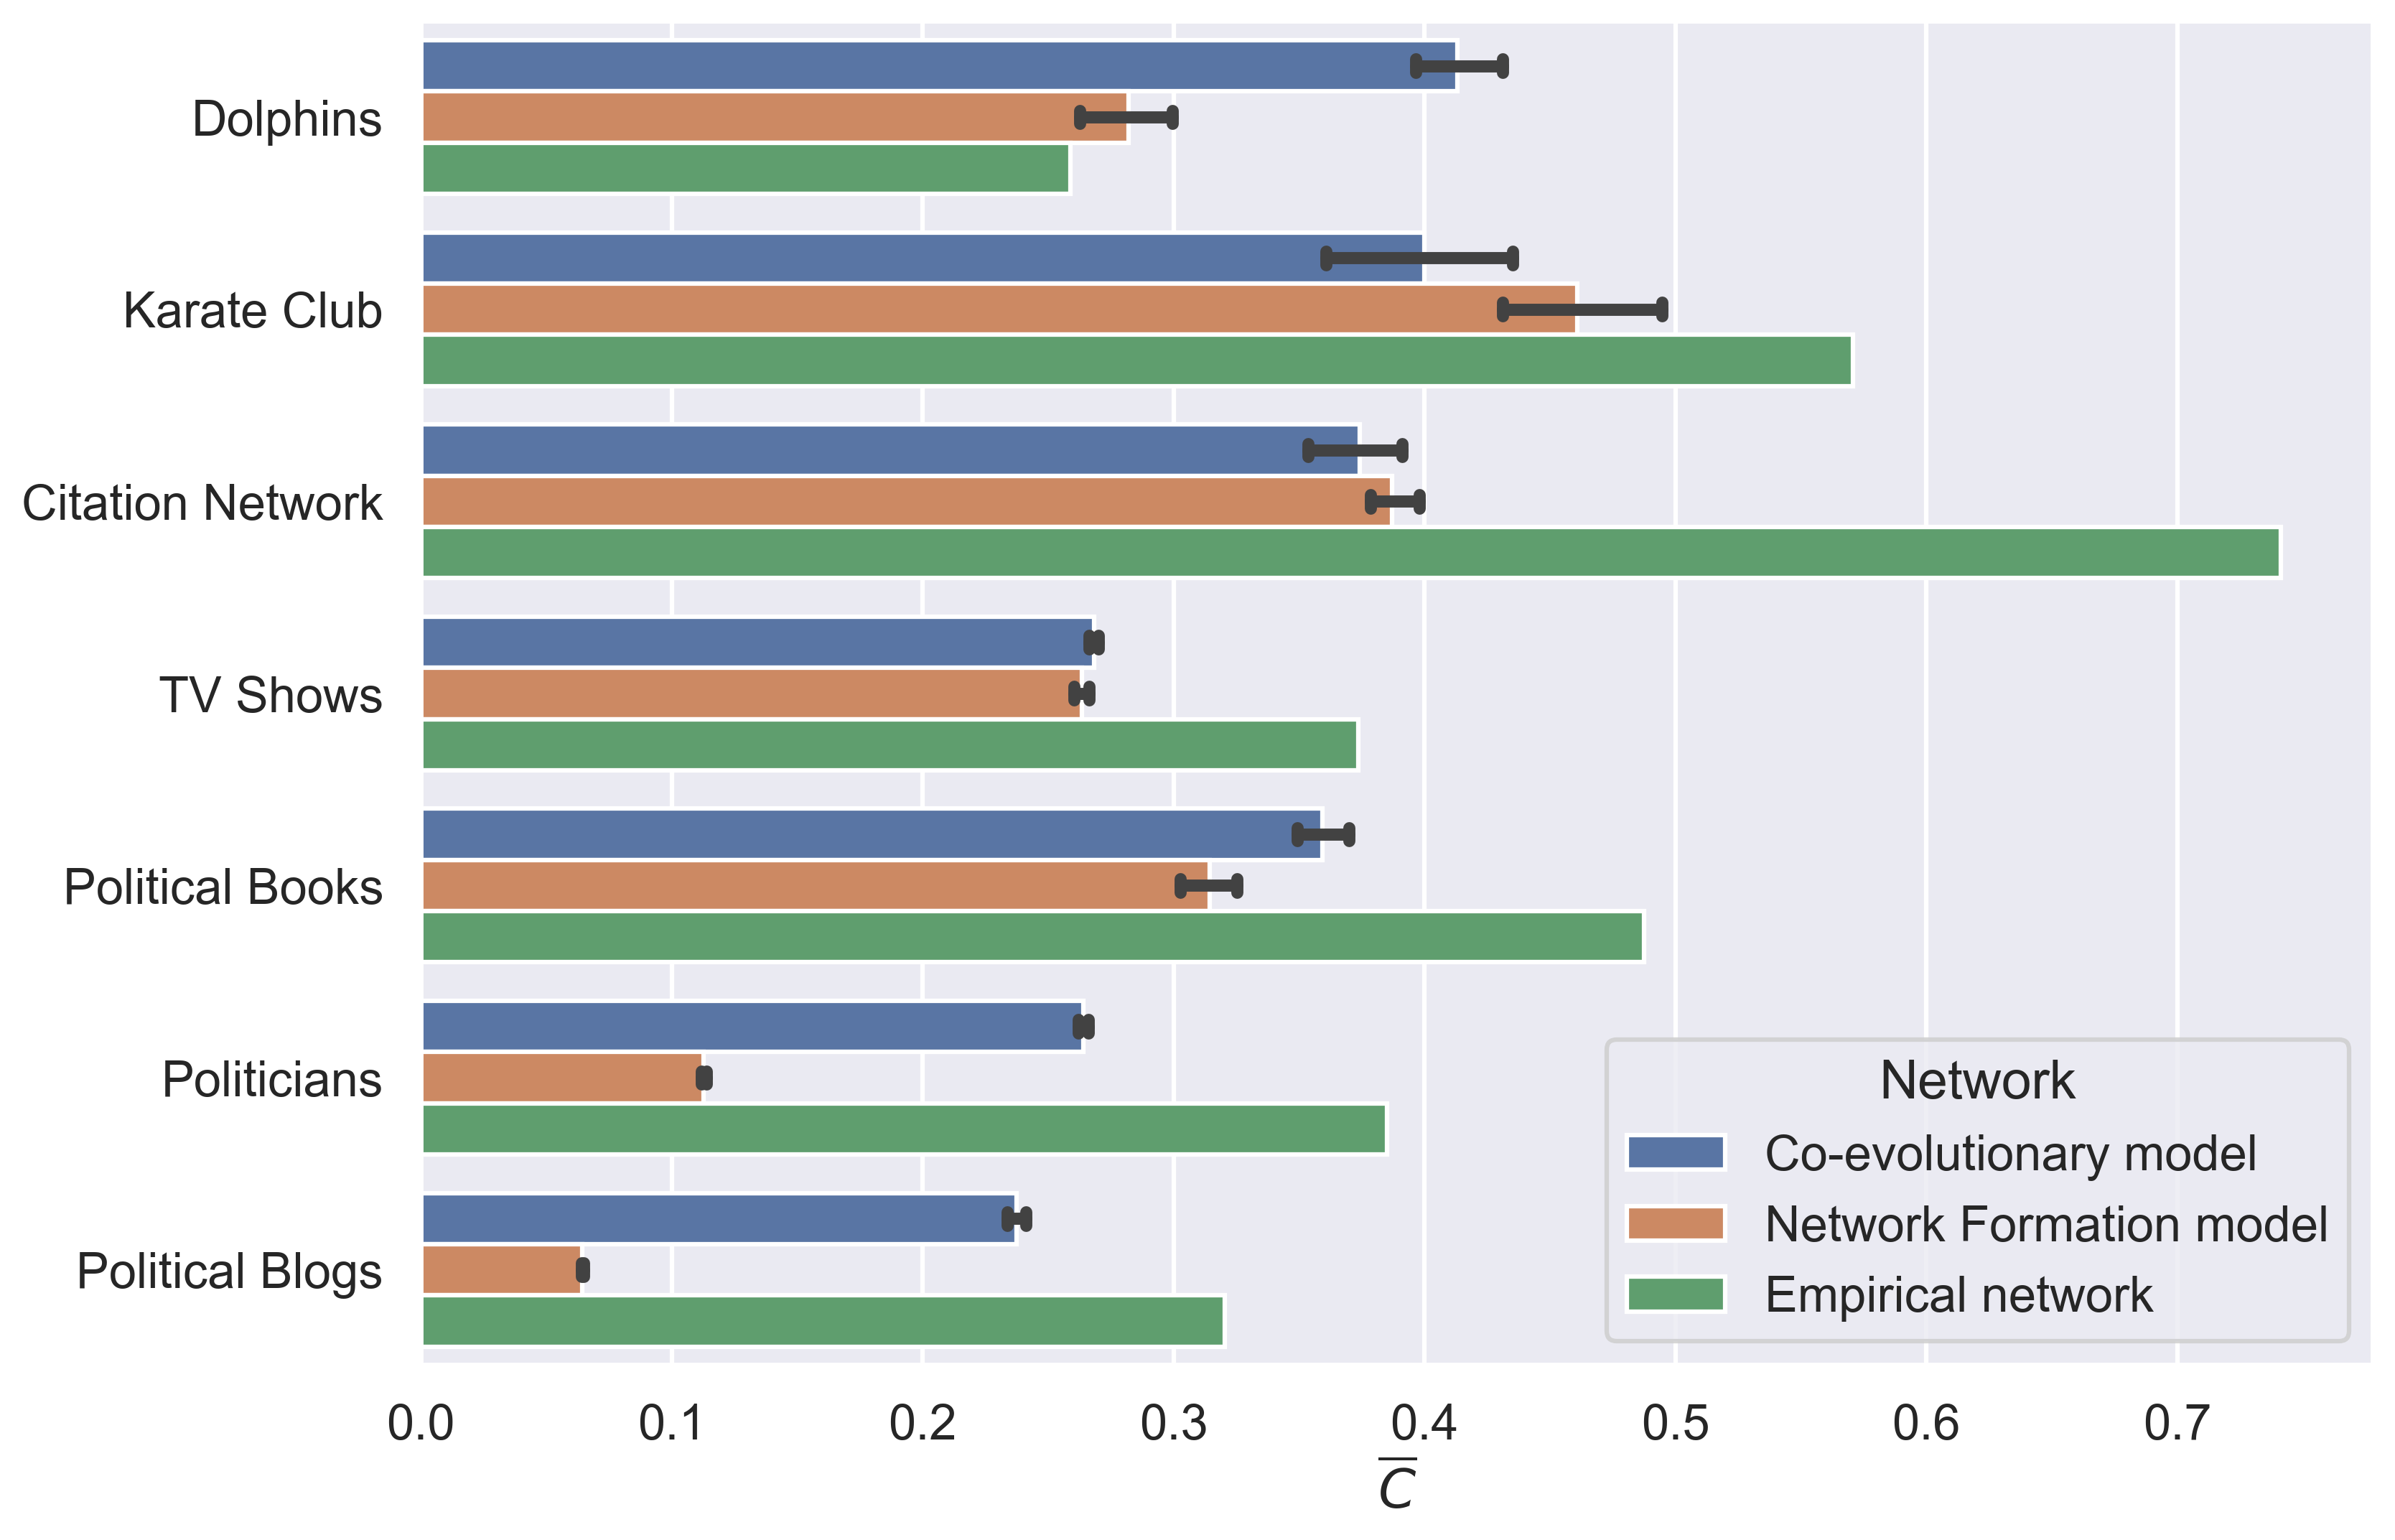 Dolphins
Karate Club
Citation Network
TV Shows
Political Books
Politicians
Political Blogs
Network
Co-evolutionary model
Network Formation model
Empirical network
0.0 0.1 0.2 0.3 0.4 0.5 0.6 0.7
C̅